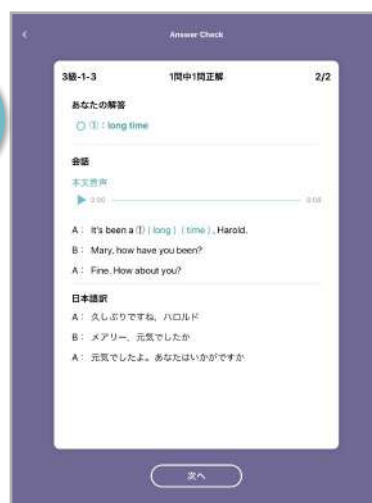 Answer Check
3級-1-3 1問中1問正解 2/2
あなたの解答
① : long time
会話
本文音声
0:00 0:08
A : It's been a ① ( long ) ( time ), Harold.
B : Mary, how have you been?
A : Fine. How about you?
日本語訳
A : 久しぶりですね、ハロルド
B : メアリー、元気でしたか
A : 元気でしたよ。あなたはいかがですか
次へ